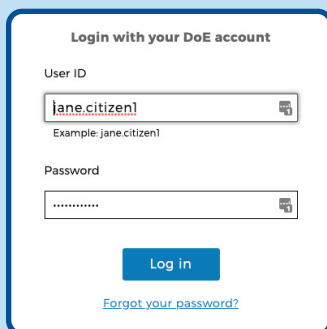 Login with your DoE account
User ID
jane.citizen1
Example: jane.citizen1
Password
............
Log in
Forgot your password?